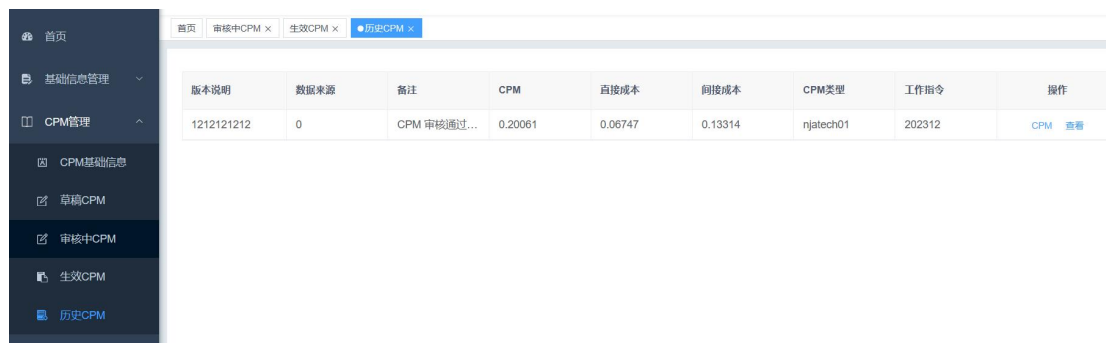 首页
基础信息管理
CPM管理
CPM基础信息
草稿CPM
审核中CPM
生效CPM
历史CPM
首页 审核中CPM × 生效CPM × 历史CPM ×
版本说明 数据来源 备注 CPM 直接成本 间接成本 CPM类型 工作指令 操作
1212121212 0 CPM 审核通过... 0.20061 0.06747 0.13314 njatech01 202312 CPM 查看